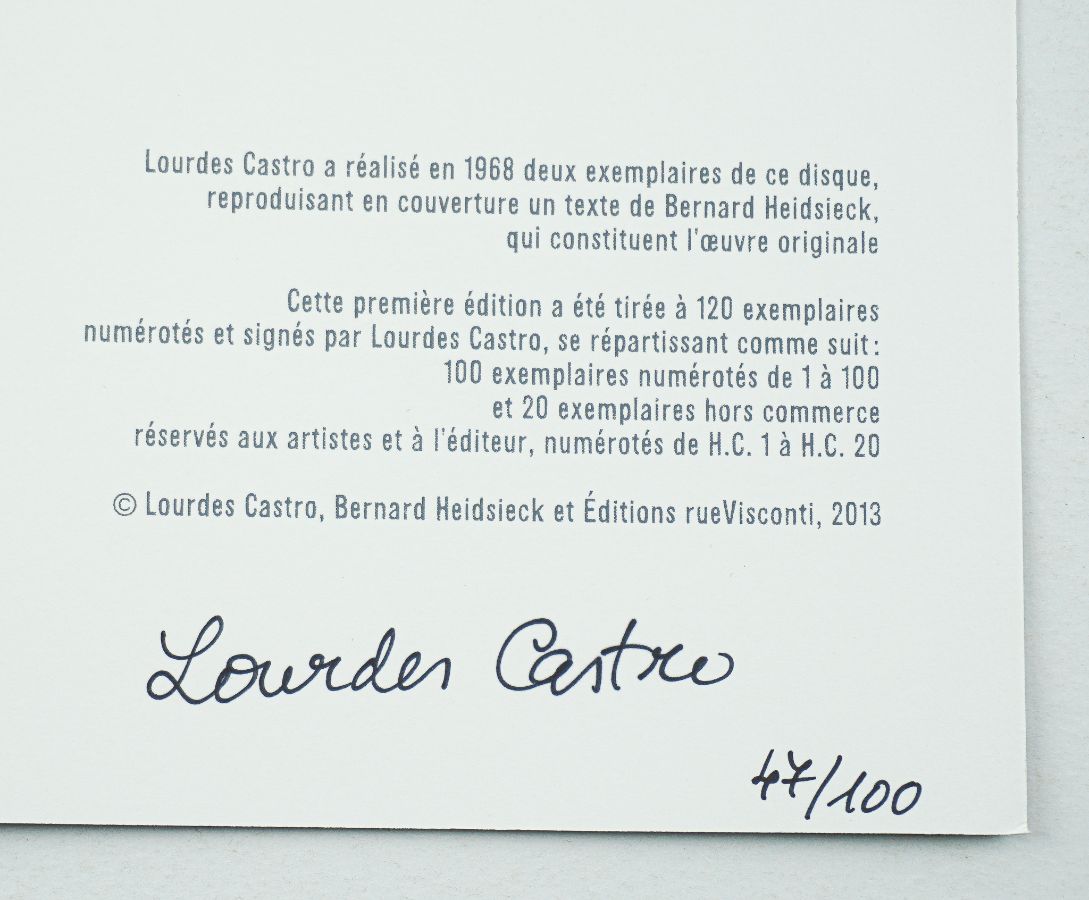 Lourdes Castro a réalisé en 1968 deux exemplaires de ce disque,
reproduisant en couverture un texte de Bernard Heidsieck,
qui constituent l'œuvre originale
Cette première édition a été tirée à 120 exemplaires
numérotés et signés par Lourdes Castro, se répartissant comme suit :
100 exemplaires numérotés de 1 à 100
et 20 exemplaires hors commerce
réservés aux artistes et à l'éditeur, numérotés de H.C. 1 à H.C. 20
© Lourdes Castro, Bernard Heidsieck et Éditions rueVisconti, 2013
Lourdes Castro
47/100